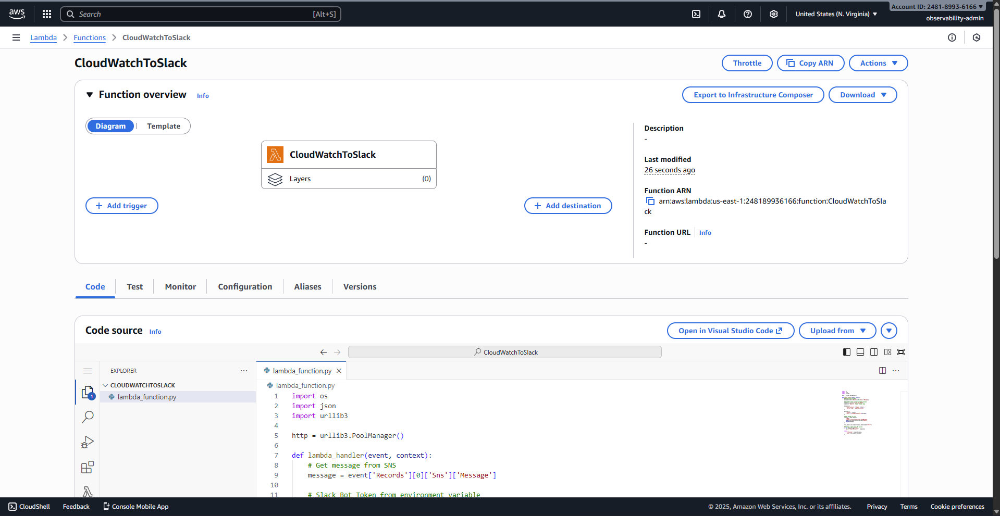 aws
Search [Alt+S]
United States (N. Virginia)
Account ID: 2481-8993-6166
observability-admin
Lambda
Functions
CloudWatchToSlack
CloudWatchToSlack
Throttle
Copy ARN
Actions
Function overview Info
Export to Infrastructure Composer
Download
Diagram
Template
CloudWatchToSlack
Layers (0)
Add trigger
Add destination
Description
-
Last modified
26 seconds ago
Function ARN
arn:aws:lambda:us-east-1:248189936166:function:CloudWatchToSla
ck
Function URL Info
-
Code
Test
Monitor
Configuration
Aliases
Versions
Code source Info
Open in Visual Studio Code
Upload from
CloudWatchToSlack
EXPLORER
CLOUDWATCHTOSLACK
lambda_function.py
1
lambda_function.py
lambda_function.py
1 import os
2 import json
3 import urllib3
4
5 http = urllib3.PoolManager()
6
7 def lambda_handler(event, context):
8 # Get message from SNS
9 message = event['Records'][0]['Sns']['Message']
10
11 # Slack Bot Token from environment variable
CloudShell
Feedback
Console Mobile App
© 2025, Amazon Web Services, Inc. or its affiliates.
Privacy
Terms
Cookie preferences